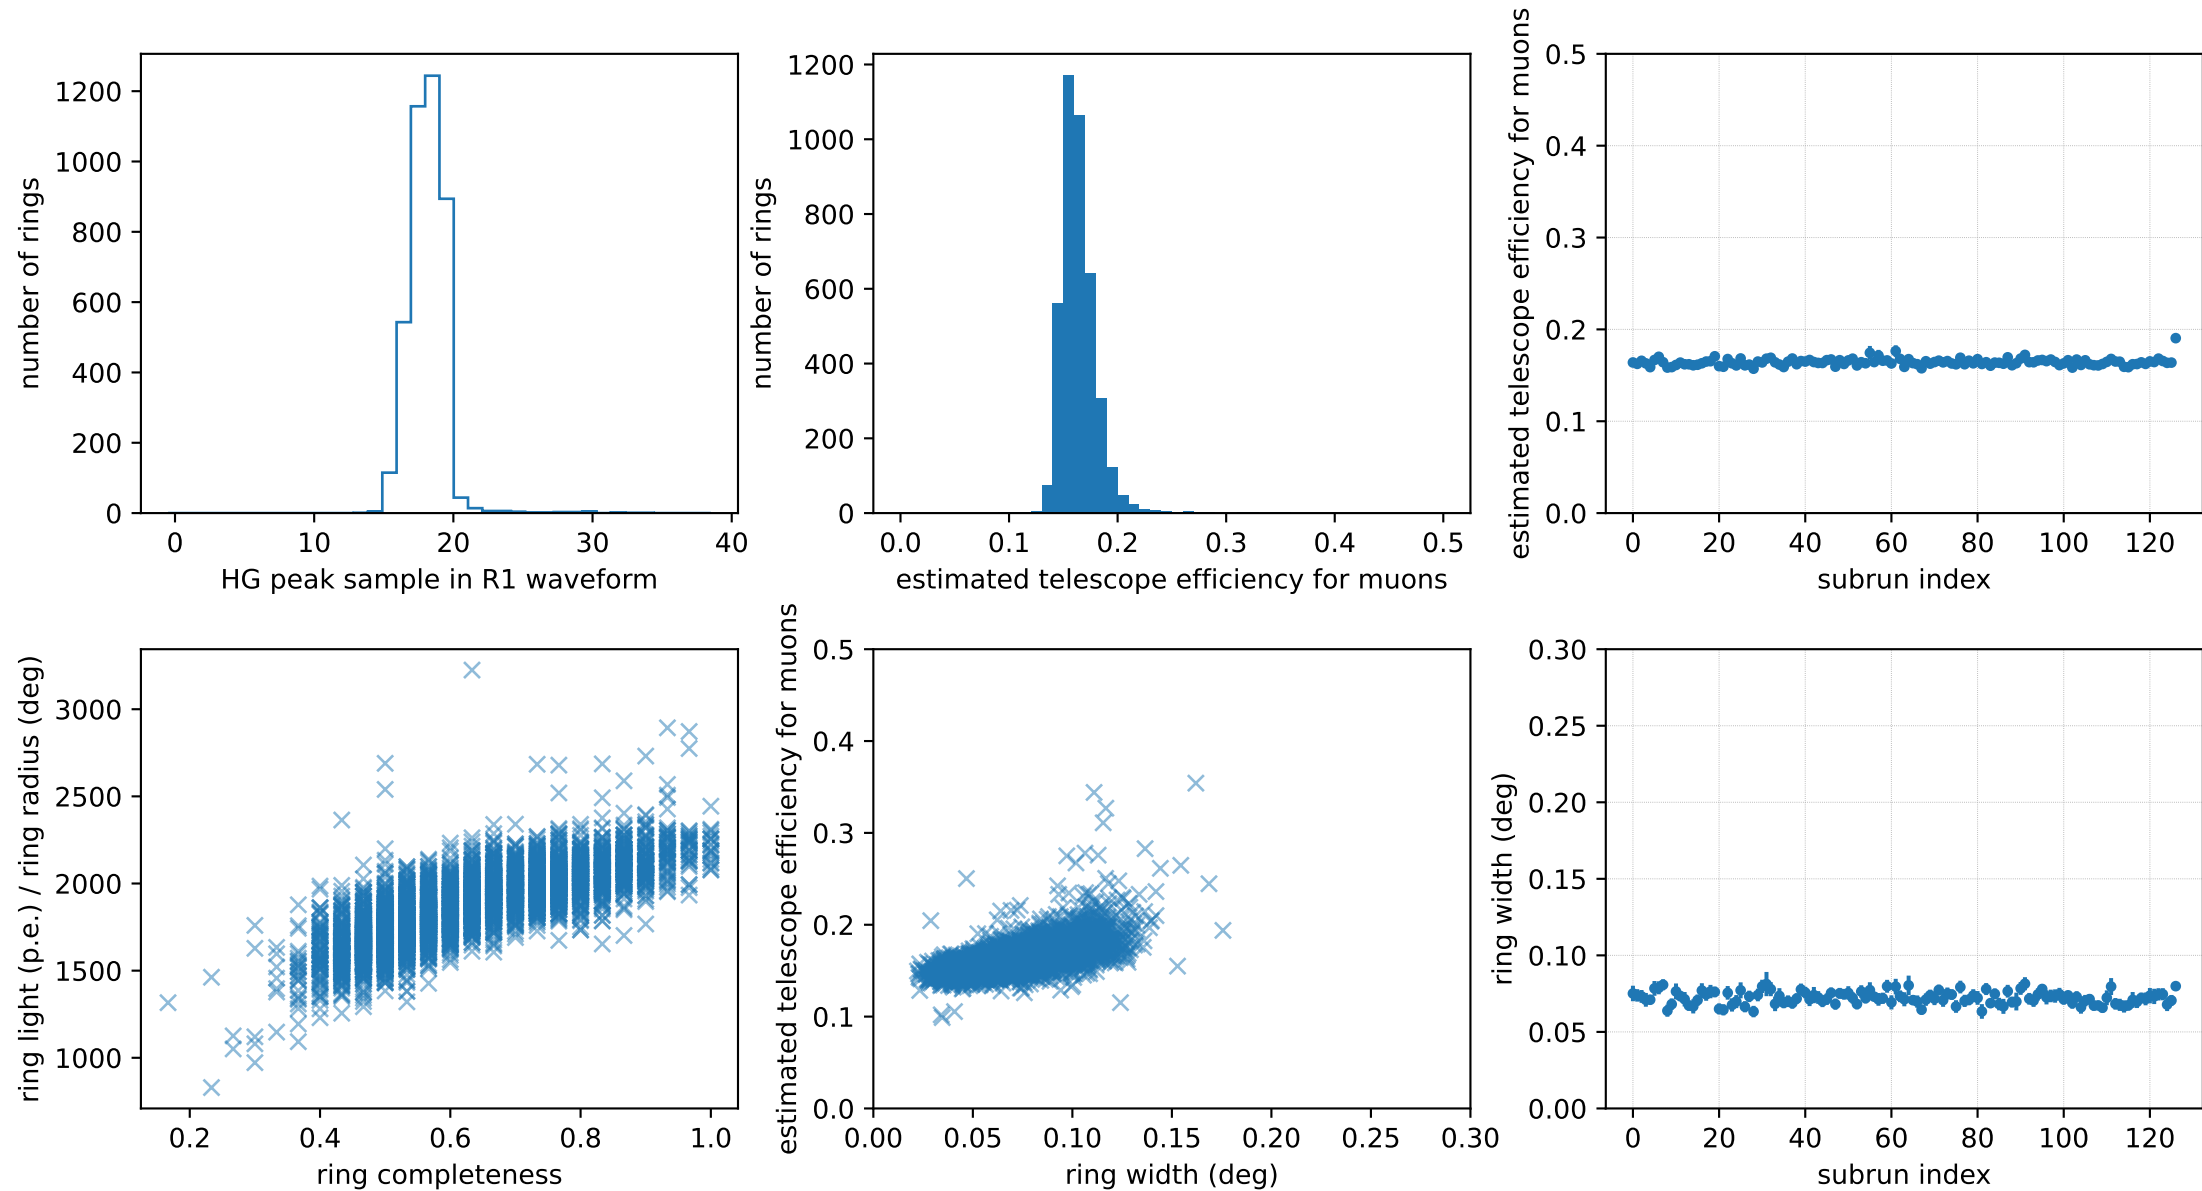 number of rings
1200
1000
800
600
400
200
0
0 10 20 30 40
HG peak sample in R1 waveform
number of rings
1200
1000
800
600
400
200
0
0.0 0.1 0.2 0.3 0.4 0.5
estimated telescope efficiency for muons
estimated telescope efficiency for muons
0.5
0.4
0.3
0.2
0.1
0.0
0 20 40 60 80 100 120
subrun index
ring light (p.e.) / ring radius (deg)
3000
2500
2000
1500
1000
0.2 0.4 0.6 0.8 1.0
ring completeness
estimated telescope efficiency for muons
0.5
0.4
0.3
0.2
0.1
0.0
0.00 0.05 0.10 0.15 0.20 0.25 0.30
ring width (deg)
ring width (deg)
0.30
0.25
0.20
0.15
0.10
0.05
0.00
0 20 40 60 80 100 120
subrun index